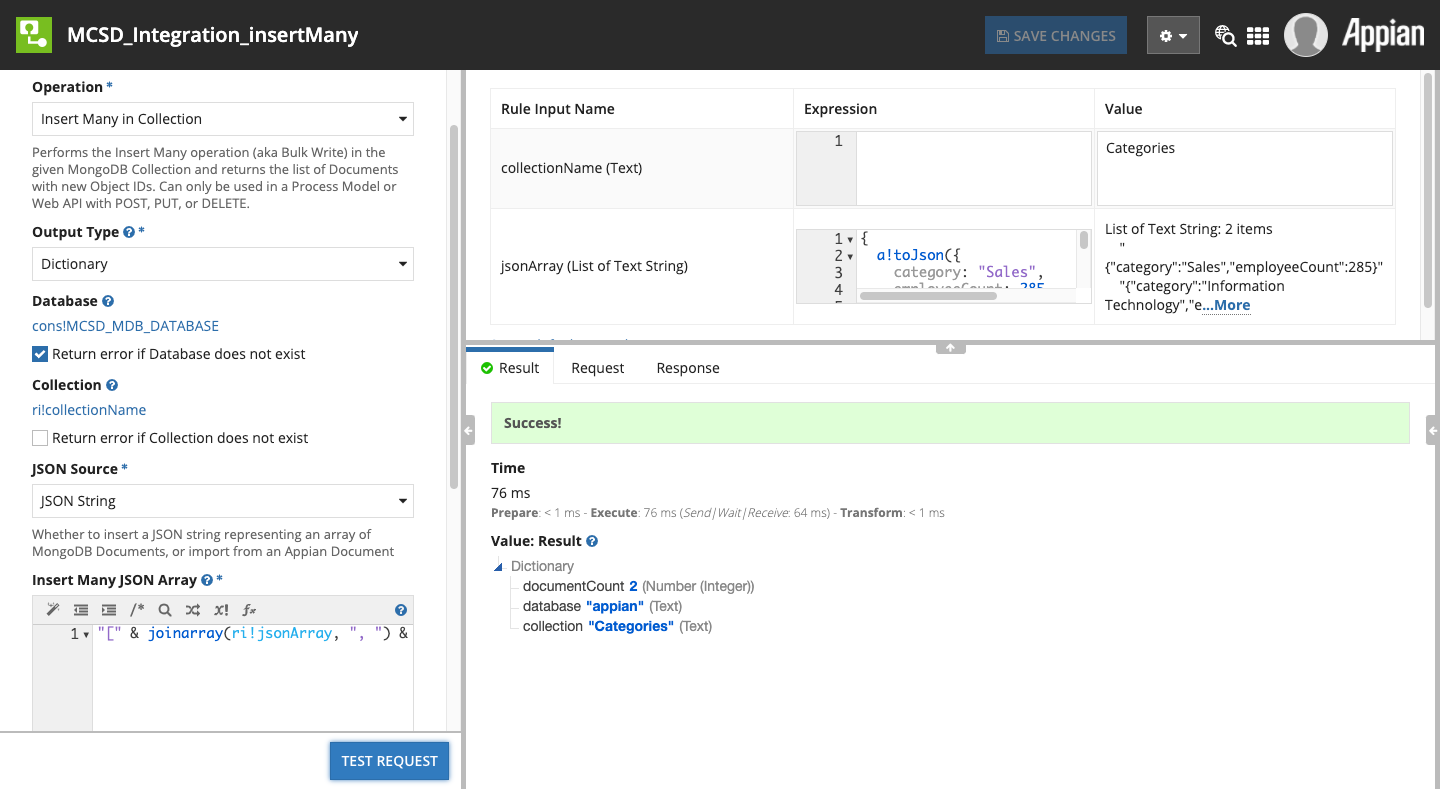 MCSD_Integration_insertMany
SAVE CHANGES
Appian
Operation *
Insert Many in Collection
Performs the Insert Many operation (aka Bulk Write) in the
given MongoDB Collection and returns the list of Documents
with new Object IDs. Can only be used in a Process Model or
Web API with POST, PUT, or DELETE.
Output Type *
Dictionary
Database
cons!MCSD_MDB_DATABASE
Return error if Database does not exist
Collection
ri!collectionName
Return error if Collection does not exist
JSON Source *
JSON String
Whether to insert a JSON string representing an array of
MongoDB Documents, or import from an Appian Document
Insert Many JSON Array *
1 "[" & joinarray(ri!jsonArray, ", ") &
TEST REQUEST
Rule Input Name Expression Value
collectionName (Text)
1
Categories
jsonArray (List of Text String)
1 {
2 a!toJson({
3 category: "Sales",
4 employeeCount: 285
List of Text String: 2 items
"
{"category":"Sales","employeeCount":285}"
"{"category":"Information
Technology","e...More
Result Request Response
Success!
Time
76 ms
Prepare: < 1 ms - Execute: 76 ms (Send|Wait|Receive: 64 ms) - Transform: < 1 ms
Value: Result
Dictionary
documentCount 2 (Number (Integer))
database "appian" (Text)
collection "Categories" (Text)